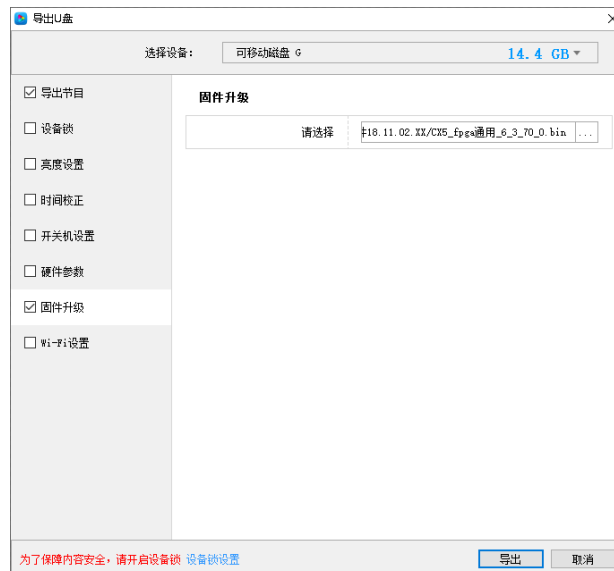 导出U盘
选择设备: 可移动磁盘 G 14.4 GB
导出节目
设备锁
亮度设置
时间校正
开关机设置
硬件参数
固件升级
Wi-Fi设置
固件升级
请选择 18.11.02.XX/CX5_fpga通用_6_3_70_0.bin ...
为了保障内容安全，请开启设备锁 设备锁设置
导出 取消